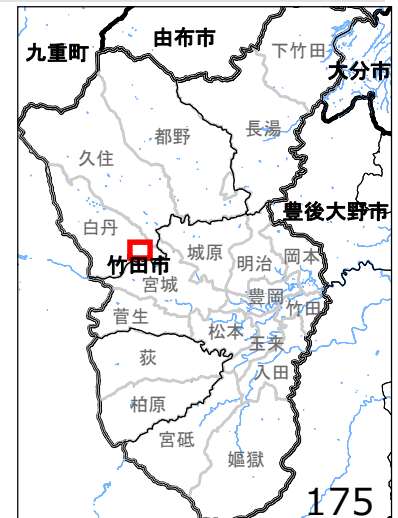 由布市
九重町
下竹田
大分市
長湯
都野
久住
豊後大野市
白丹
城原
岡本
明治
竹田市
宮城
豊岡
竹田
菅生
松本
玉来
荻
入田
柏原
宮砥
嫗獄
175